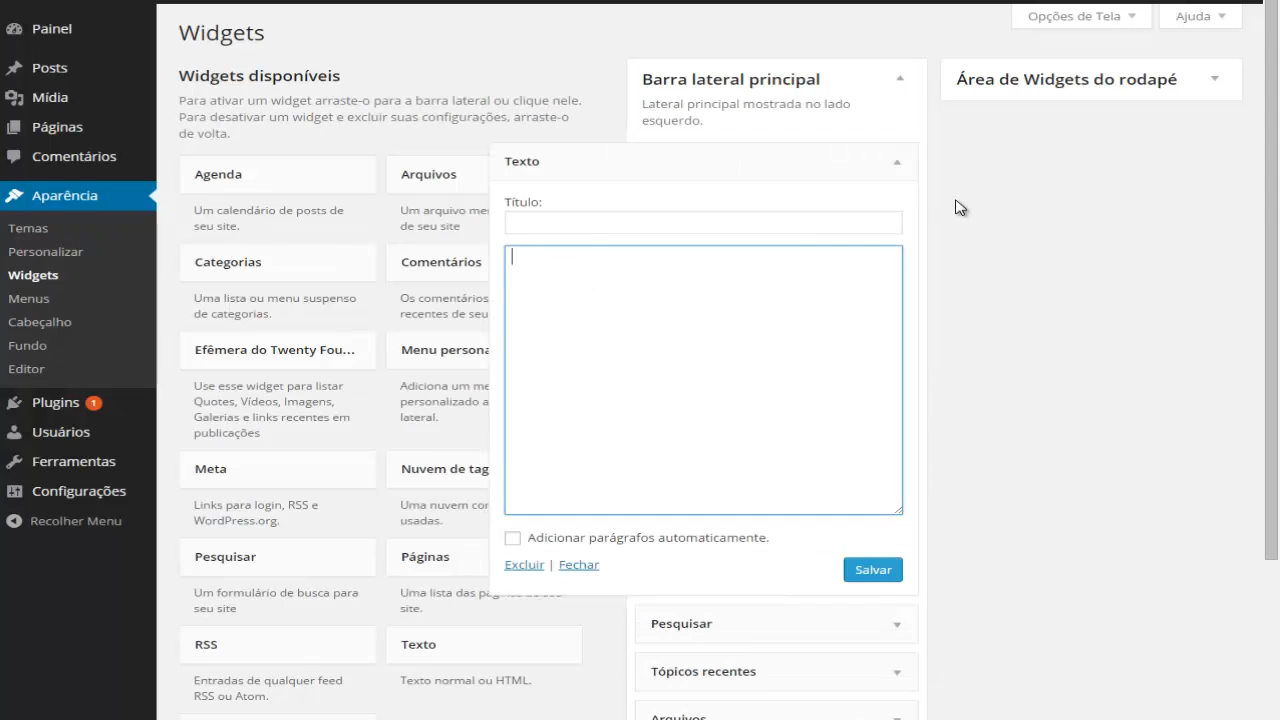 Painel
Posts
Mídia
Páginas
Comentários
Aparência
Temas
Personalizar
Widgets
Menus
Cabeçalho
Fundo
Editor
Plugins 1
Usuários
Ferramentas
Configurações
Recolher Menu
Opções de Tela
Ajuda
Widgets
Widgets disponíveis
Para ativar um widget arraste-o para a barra lateral ou clique nele.
Para desativar um widget e excluir suas configurações, arraste-o
de volta.
Agenda
Um calendário de posts de
seu site.
Arquivos
Um arquivo
de seu site
Categorias
Uma lista ou menu suspenso
de categorias.
Comentários
Os comentários
recentes de
Efêmera do Twenty Fou...
Use esse widget para listar
Quotes, Vídeos, Imagens,
Galerias e links recentes em
publicações
Menu
Adiciona um
personalizado
lateral.
Meta
Links para login, RSS e
WordPress.org.
Nuvem de
Uma nuvem
usadas.
Pesquisar
Um formulário de busca para
seu site
Páginas
Uma lista das
site.
RSS
Entradas de qualquer feed
RSS ou Atom.
Texto
Texto normal ou HTML.
Barra lateral principal
Lateral principal mostrada no lado
esquerdo.
Texto
Título:
Adicionar parágrafos automaticamente.
Excluir | Fechar
Salvar
Pesquisar
Tópicos recentes
Arquivos
Área de Widgets do rodapé